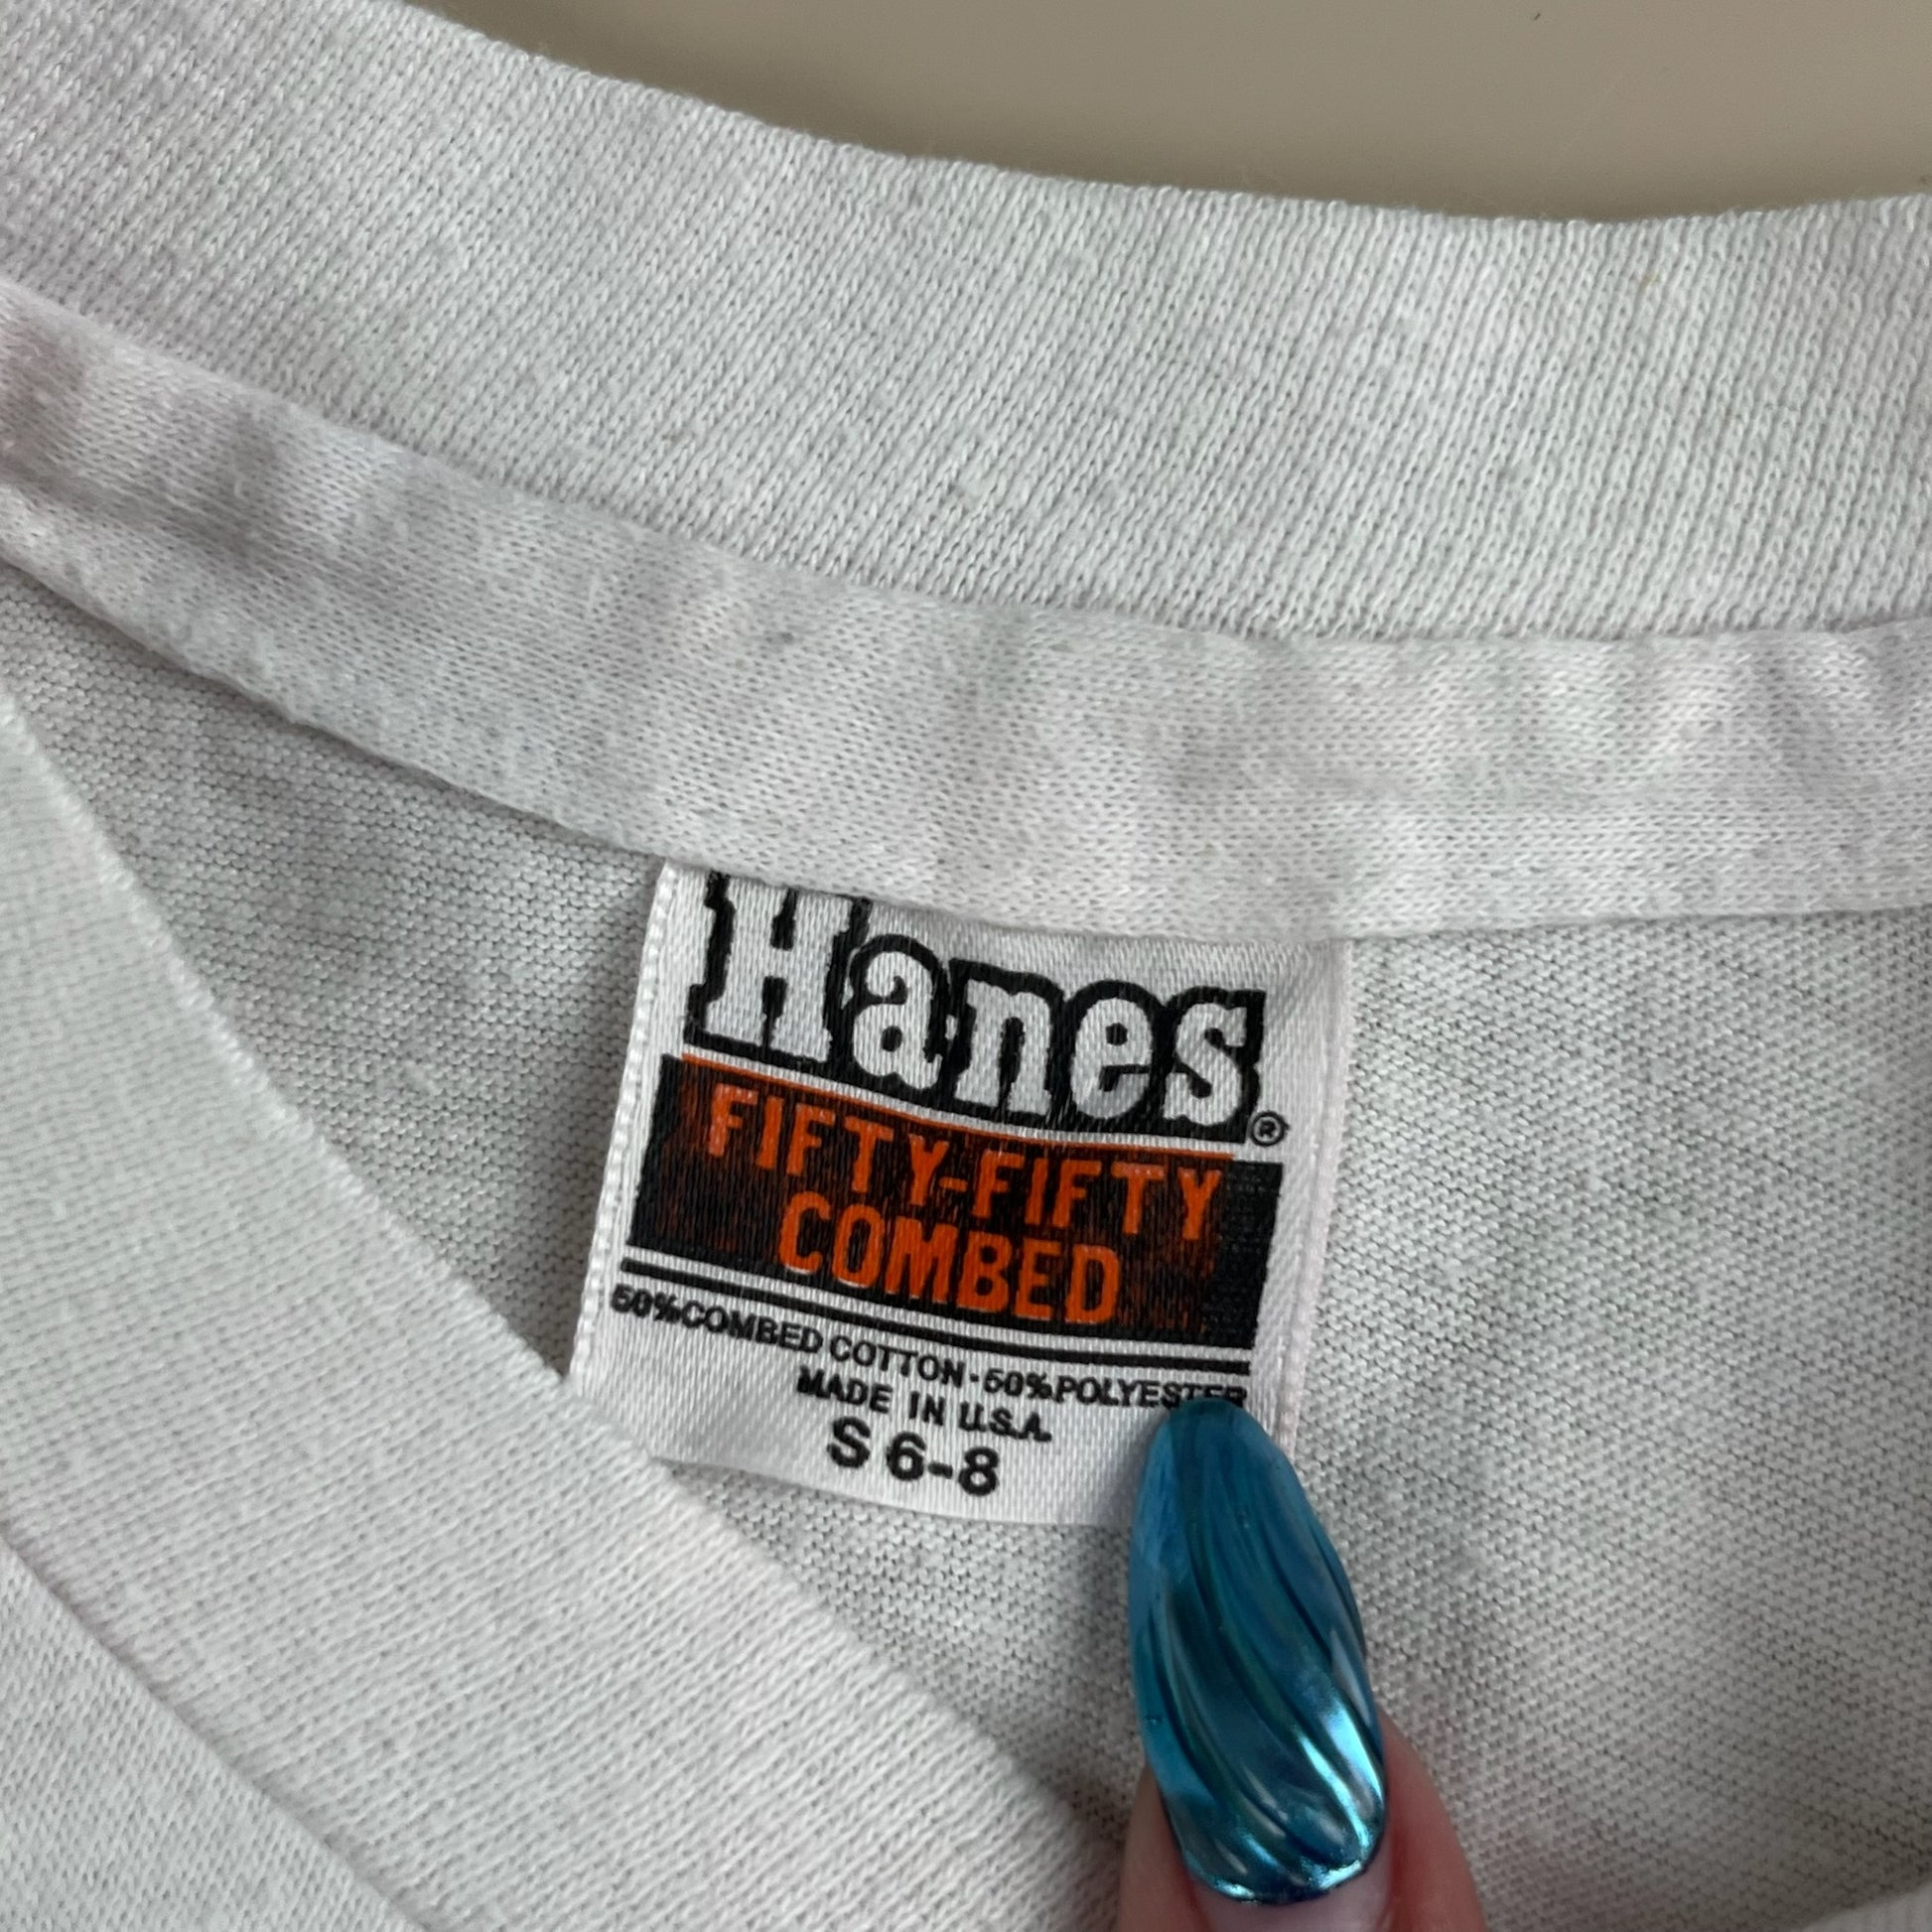 Hanes®
FIFTY-FIFTY
COMBED
50% COMBED COTTON · 50% POLYESTER
MADE IN U.S.A.
S 6-8